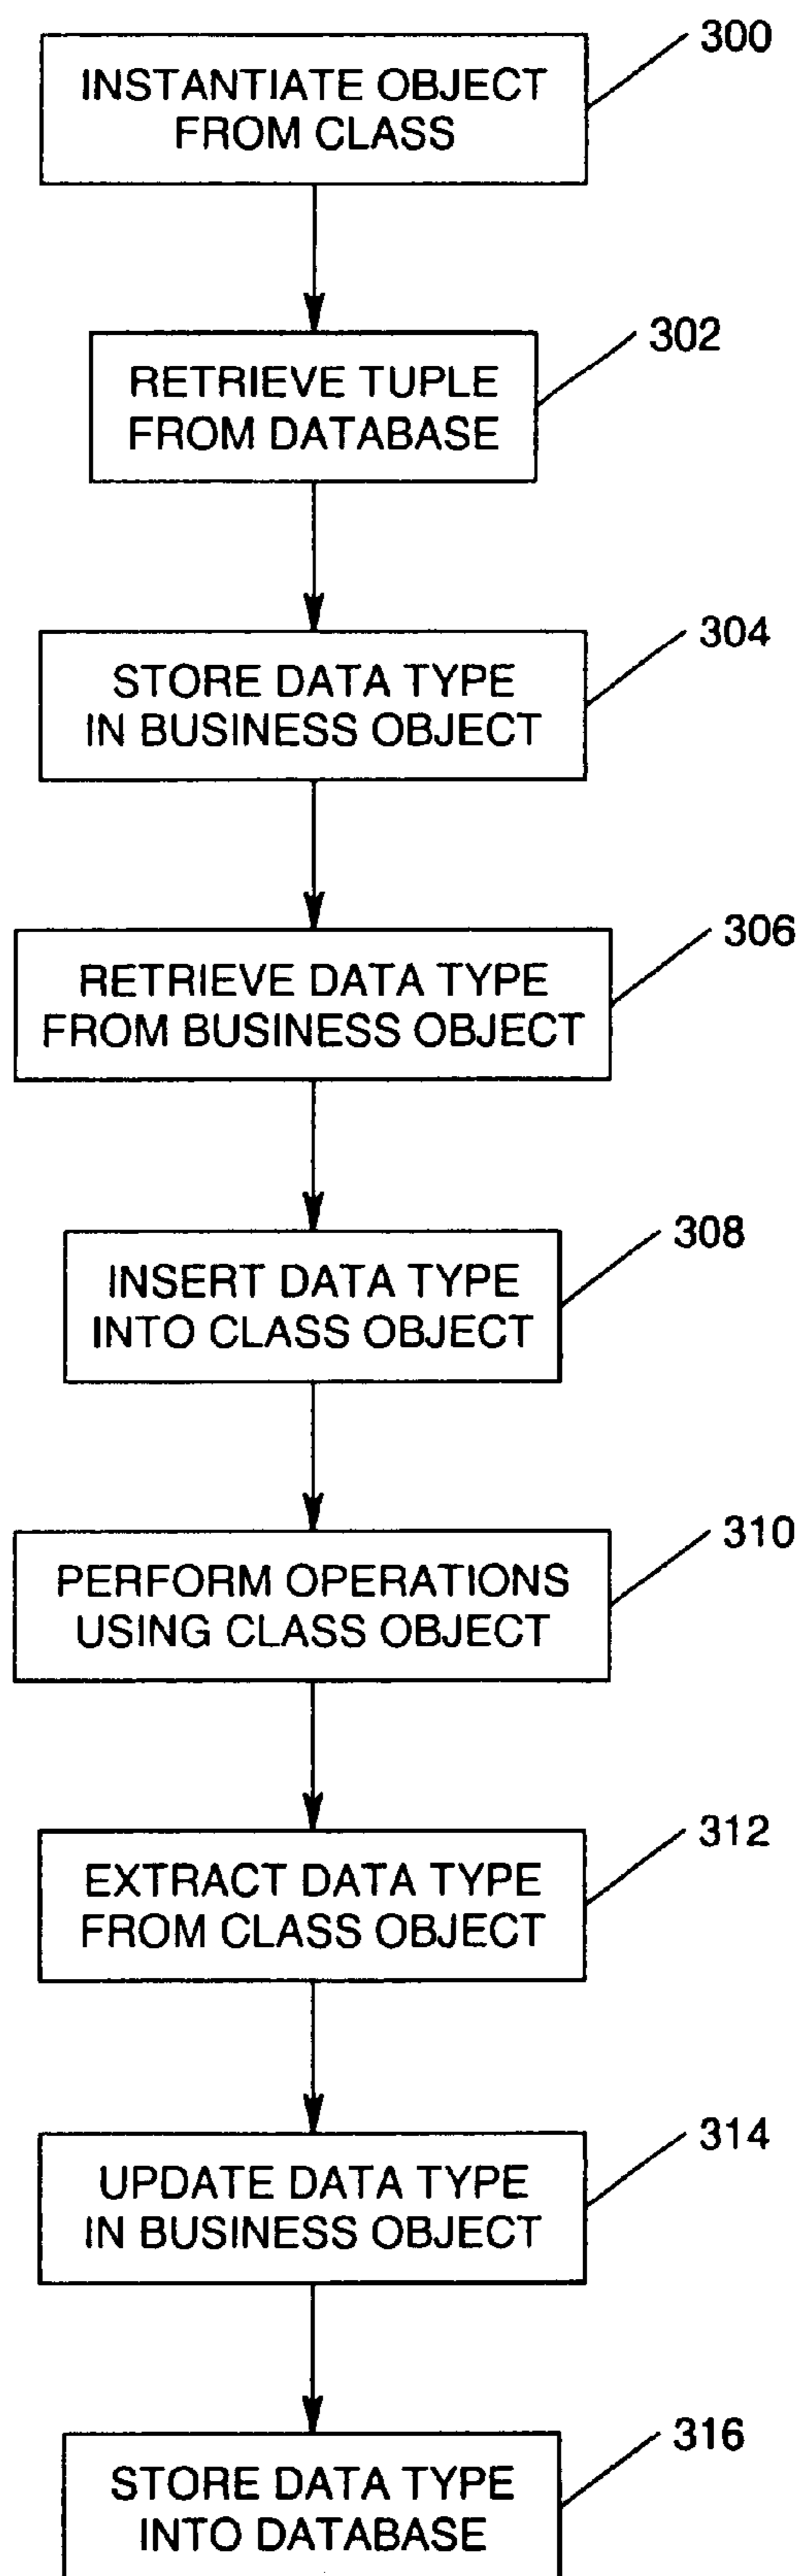 300
INSTANTIATE OBJECT
FROM CLASS
302
RETRIEVE TUPLE
FROM DATABASE
304
STORE DATA TYPE
IN BUSINESS OBJECT
306
RETRIEVE DATA TYPE
FROM BUSINESS OBJECT
308
INSERT DATA TYPE
INTO CLASS OBJECT
310
PERFORM OPERATIONS
USING CLASS OBJECT
312
EXTRACT DATA TYPE
FROM CLASS OBJECT
314
UPDATE DATA TYPE
IN BUSINESS OBJECT
316
STORE DATA TYPE
INTO DATABASE